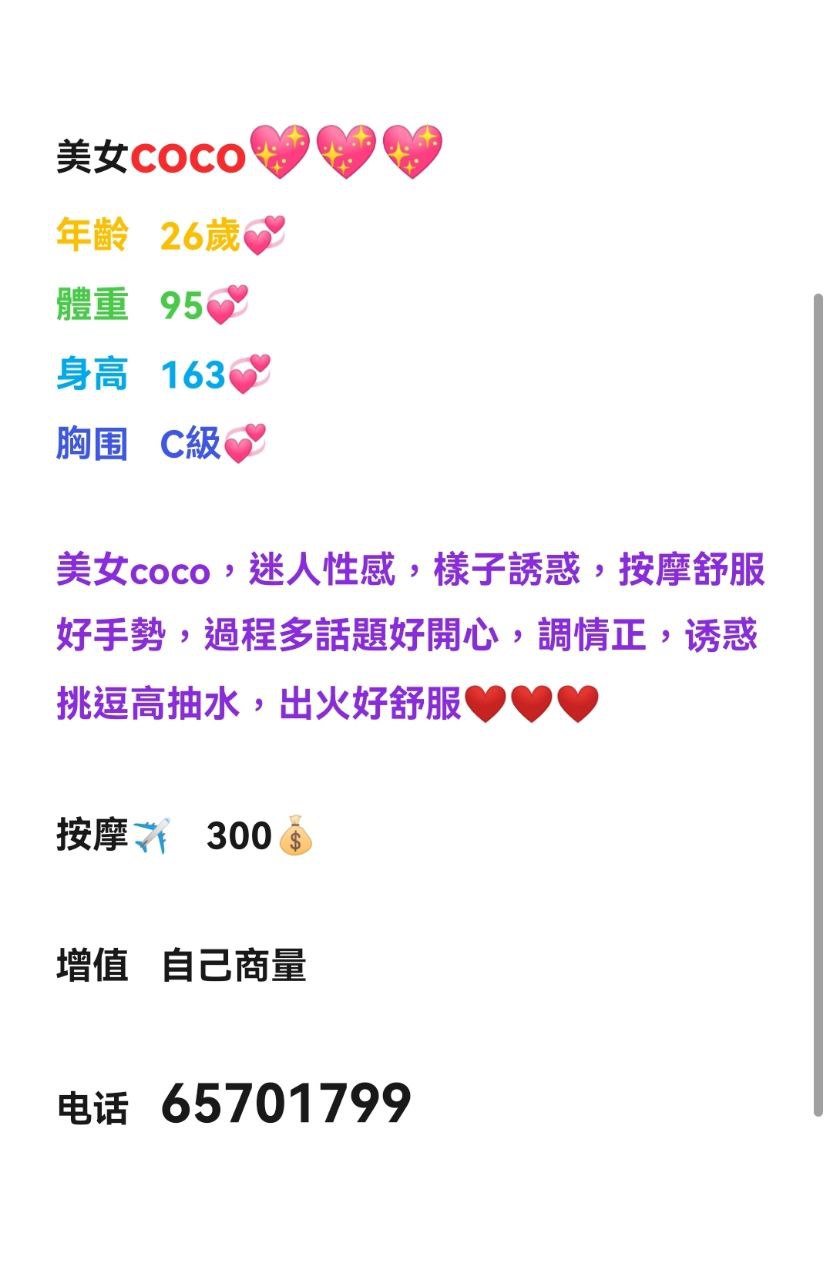 美女coco💖💖💖
年齡 26歲💞
體重 95💞
身高 163💞
胸围 C級💞
美女coco，迷人性感，樣子誘惑，按摩舒服
好手勢，過程多話題好開心，調情正，诱惑
挑逗高抽水，出火好舒服❤️❤️❤️
按摩✈️ 300💰
增值 自己商量
电话 65701799